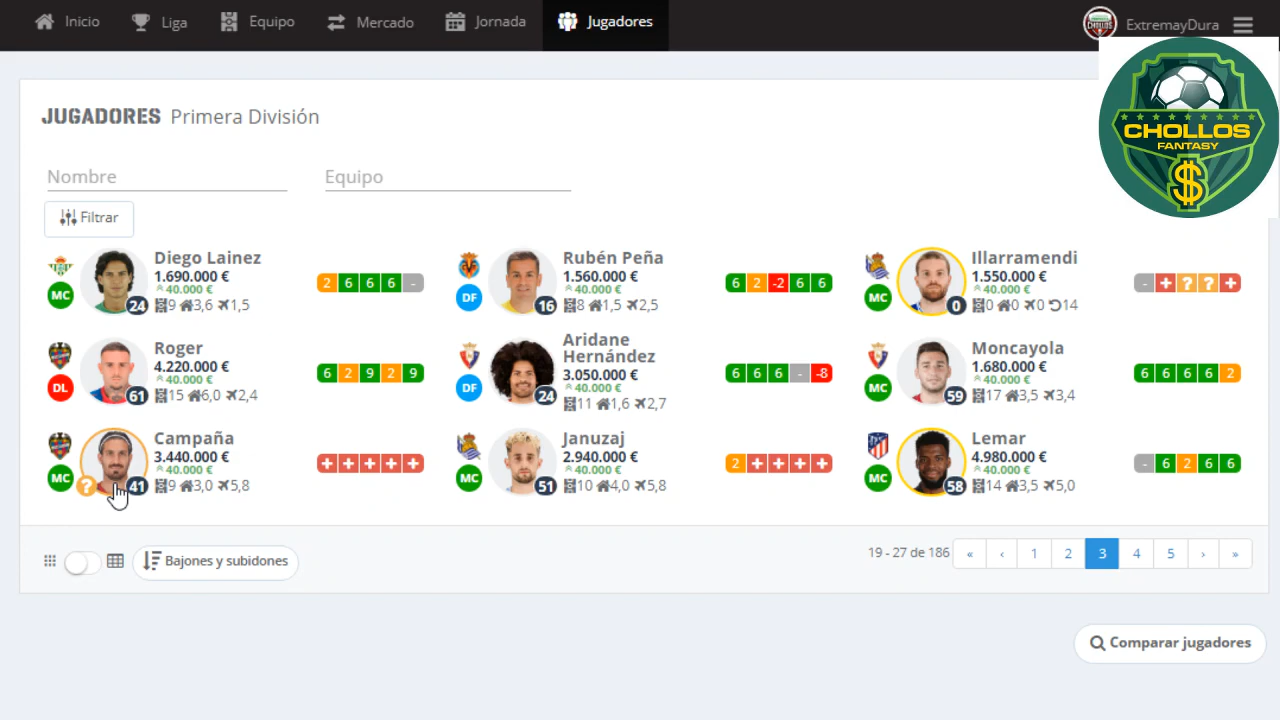 Inicio
Liga
Equipo
Mercado
Jornada
Jugadores
ExtremayDura
CHOLLOS
FANTASY
$
JUGADORES Primera División
Nombre
Equipo
Filtrar
Diego Lainez
1.690.000 €
40.000 €
MC
24
9 3,6 1,5
2 6 6 6 -
Rubén Peña
1.560.000 €
40.000 €
DF
16
8 1,5 2,5
6 2 -2 6 6
Illarramendi
1.550.000 €
40.000 €
MC
0
0 0 0 14
- + ? ? +
Roger
4.220.000 €
40.000 €
DL
61
15 6,0 2,4
6 2 9 2 9
Aridane
Hernández
3.050.000 €
40.000 €
DF
24
11 1,6 2,7
6 6 6 - -8
Moncayola
1.680.000 €
40.000 €
MC
59
17 3,5 3,4
6 6 6 6 2
Campaña
3.440.000 €
40.000 €
MC
?
41
9 3,0 5,8
+ + + + +
Januzaj
2.940.000 €
40.000 €
MC
51
10 4,0 5,8
2 + + + +
Lemar
4.980.000 €
40.000 €
MC
58
14 3,5 5,0
- 6 2 6 6
Bajones y subidones
19 - 27 de 186
« ‹ 1 2 3 4 5 › »
Comparar jugadores